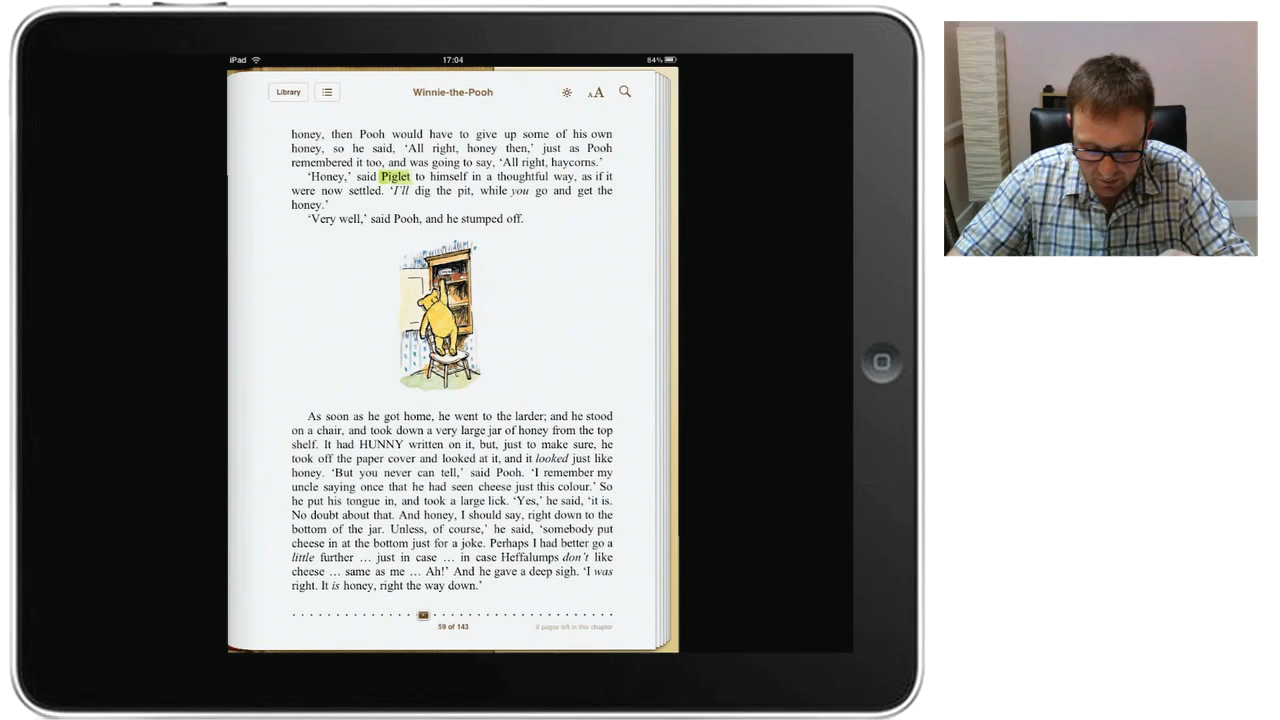 iPad 17:04 84%
Library Winnie-the-Pooh AA
honey, then Pooh would have to give up some of his own
honey, so he said, ‘All right, honey then,’ just as Pooh
remembered it too, and was going to say, ‘All right, haycorns.’
‘Honey,’ said Piglet to himself in a thoughtful way, as if it
were now settled. ‘I’ll dig the pit, while you go and get the
honey.’
‘Very well,’ said Pooh, and he stumped off.
As soon as he got home, he went to the larder; and he stood
on a chair, and took down a very large jar of honey from the top
shelf. It had HUNNY written on it, but, just to make sure, he
took off the paper cover and looked at it, and it looked just like
honey. ‘But you never can tell,’ said Pooh. ‘I remember my
uncle saying once that he had seen cheese just this colour.’ So
he put his tongue in, and took a large lick. ‘Yes,’ he said, ‘it is.
No doubt about that. And honey, I should say, right down to the
bottom of the jar. Unless, of course,’ he said, ‘somebody put
cheese in at the bottom just for a joke. Perhaps I had better go a
little further … just in case … in case Heffalumps don’t like
cheese … same as me … Ah!’ And he gave a deep sigh. ‘I was
right. It is honey, right the way down.’
59 of 143 pages left in this chapter